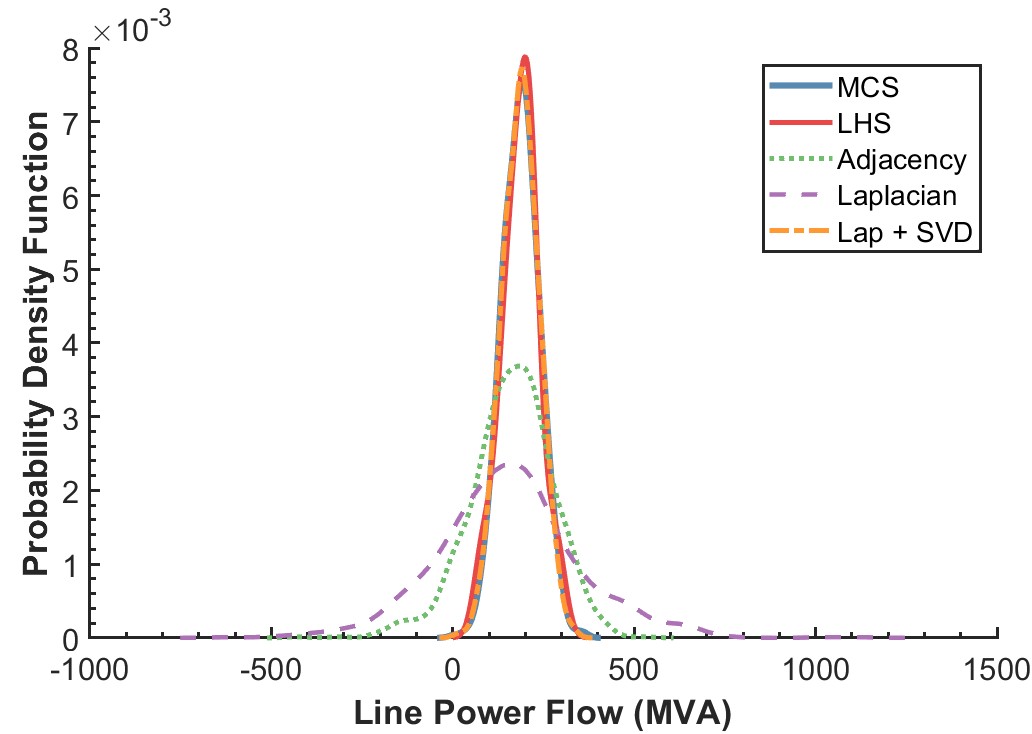 ×10⁻³
8
7
6
5
4
3
2
1
0
Probability Density Function
-1000 -500 0 500 1000 1500
Line Power Flow (MVA)
MCS
LHS
Adjacency
Laplacian
Lap + SVD